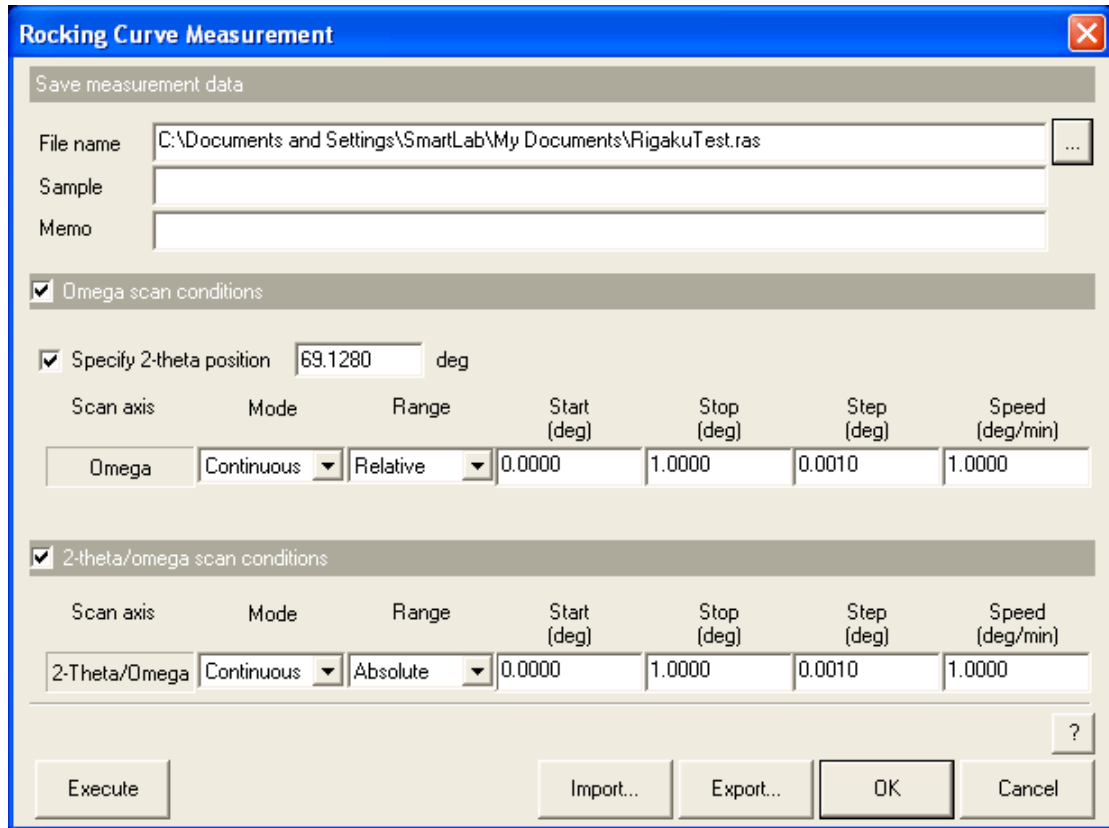 Rocking Curve Measurement
Save measurement data
File name C:\Documents and Settings\SmartLab\My Documents\RigakuTest.ras ...
Sample
Memo
Omega scan conditions
Specify 2-theta position 69.1280 deg
Scan axis Mode Range Start (deg) Stop (deg) Step (deg) Speed (deg/min)
Omega Continuous Relative 0.0000 1.0000 0.0010 1.0000
2-theta/omega scan conditions
Scan axis Mode Range Start (deg) Stop (deg) Step (deg) Speed (deg/min)
2-Theta/Omega Continuous Absolute 0.0000 1.0000 0.0010 1.0000
?
Execute Import... Export... OK Cancel